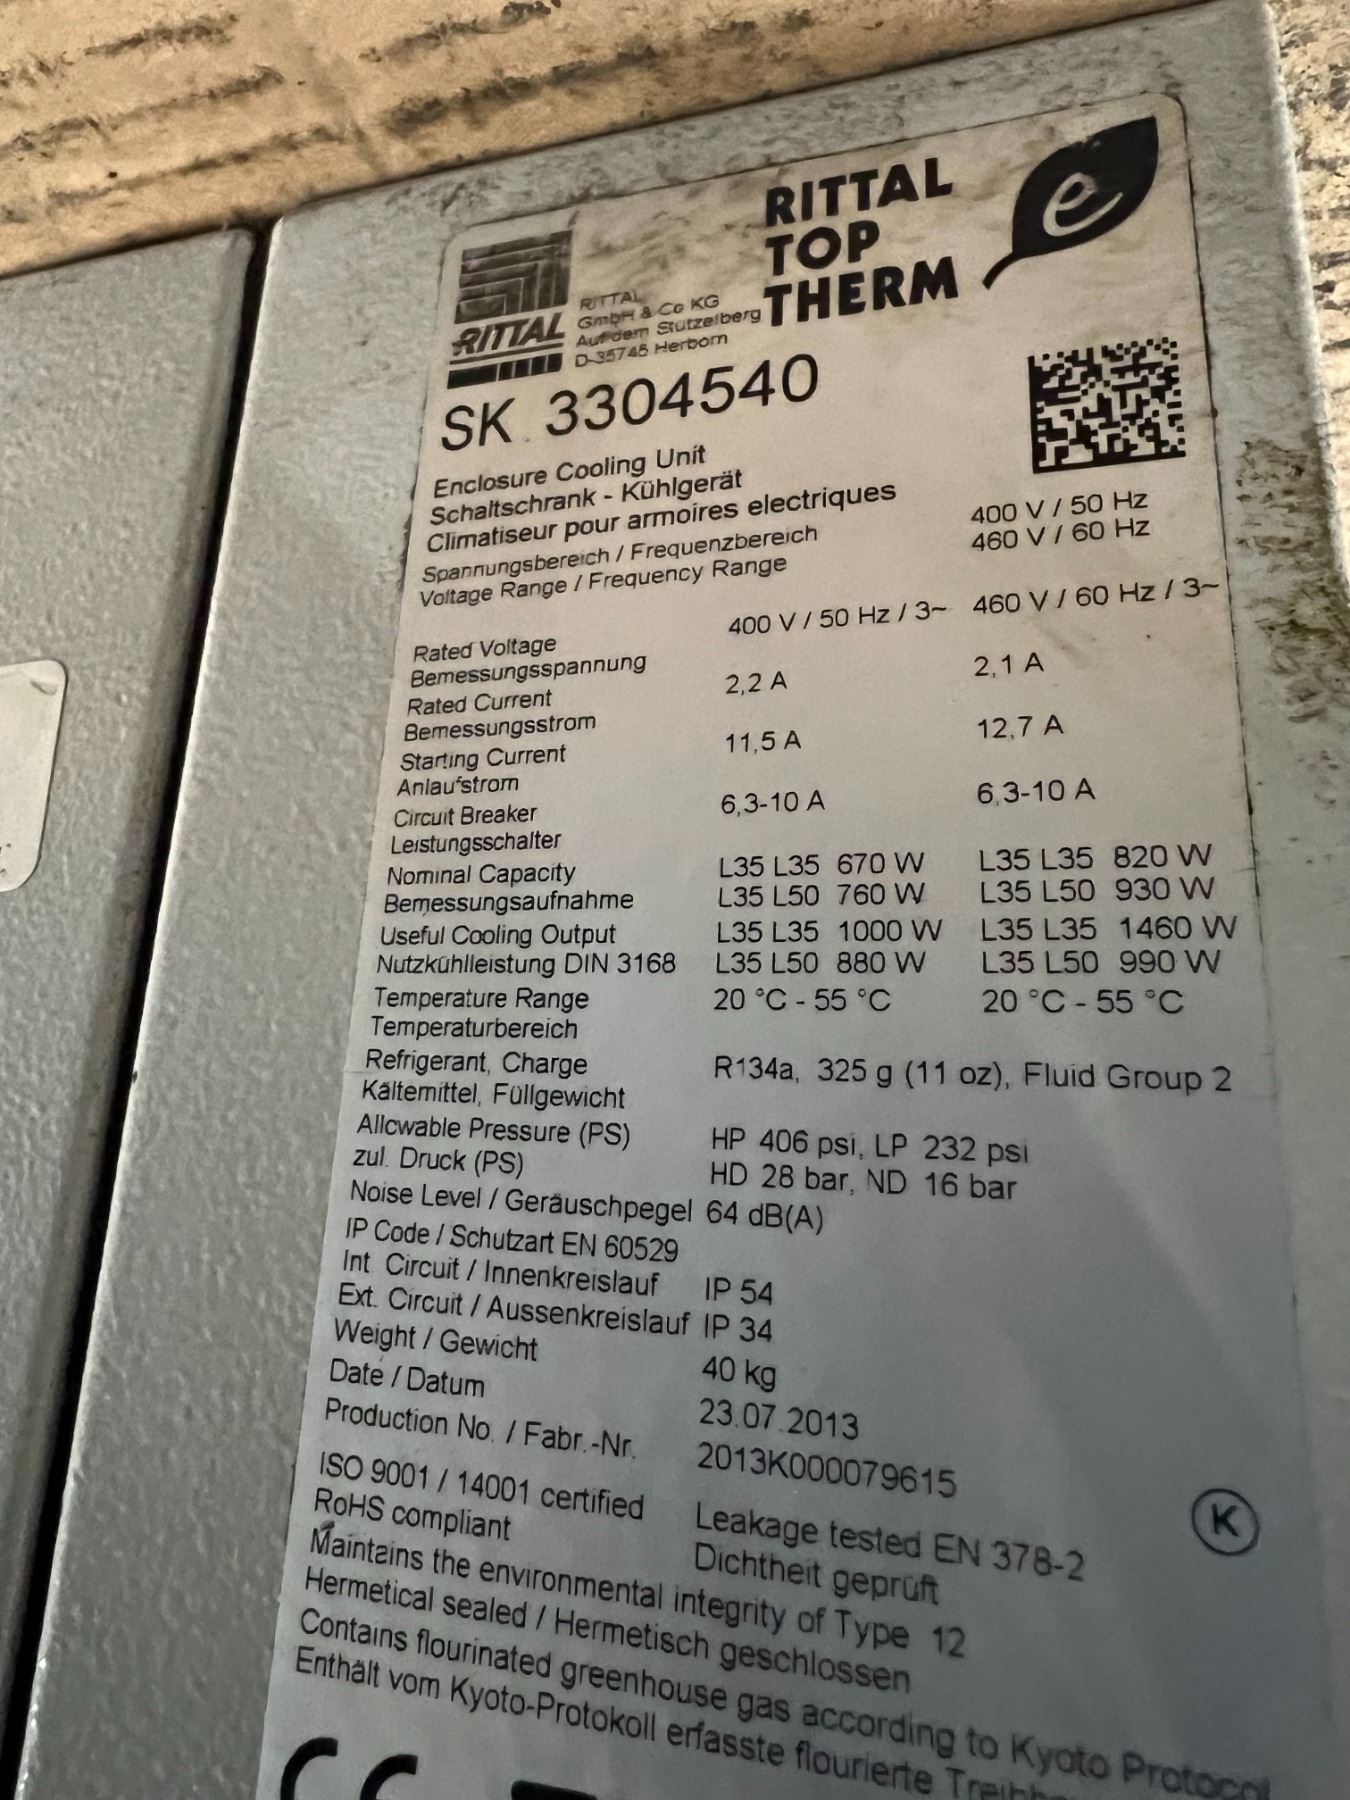 RITTAL
RITTAL
GmbH & Co KG
Auf dem Stützelberg
D-35745 Herborn
RITTAL
TOP
THERM
e
SK 3304540
Enclosure Cooling Unit
Schaltschrank - Kühlgerät
Climatiseur pour armoires electriques
Spannungsbereich / Frequenzbereich 400 V / 50 Hz
Voltage Range / Frequency Range 460 V / 60 Hz
Rated Voltage 400 V / 50 Hz / 3~ 460 V / 60 Hz / 3~
Bemessungsspannung
Rated Current 2,2 A 2,1 A
Bemessungsstrom
Starting Current 11,5 A 12,7 A
Anlaufstrom
Circuit Breaker 6,3-10 A 6,3-10 A
Leistungsschalter
Nominal Capacity L35 L35 670 W L35 L35 820 W
Bemessungsaufnahme L35 L50 760 W L35 L50 930 W
Useful Cooling Output L35 L35 1000 W L35 L35 1460 W
Nutzkühlleistung DIN 3168 L35 L50 880 W L35 L50 990 W
Temperature Range 20 °C - 55 °C 20 °C - 55 °C
Temperaturbereich
Refrigerant, Charge R134a, 325 g (11 oz), Fluid Group 2
Kältemittel, Füllgewicht
Allowable Pressure (PS) HP 406 psi, LP 232 psi
zul. Druck (PS) HD 28 bar, ND 16 bar
Noise Level / Geräuschpegel 64 dB(A)
IP Code / Schutzart EN 60529
Int. Circuit / Innenkreislauf IP 54
Ext. Circuit / Aussenkreislauf IP 34
Weight / Gewicht 40 kg
Date / Datum 23.07.2013
Production No. / Fabr.-Nr. 2013K000079615
ISO 9001 / 14001 certified Leakage tested EN 378-2
RoHS compliant Dichtheit geprüft
K
Maintains the environmental integrity of Type 12
Hermetical sealed / Hermetisch geschlossen
Contains flourinated greenhouse gas according to Kyoto Protocol
Enthält vom Kyoto-Protokoll erfasste flourierte
CE